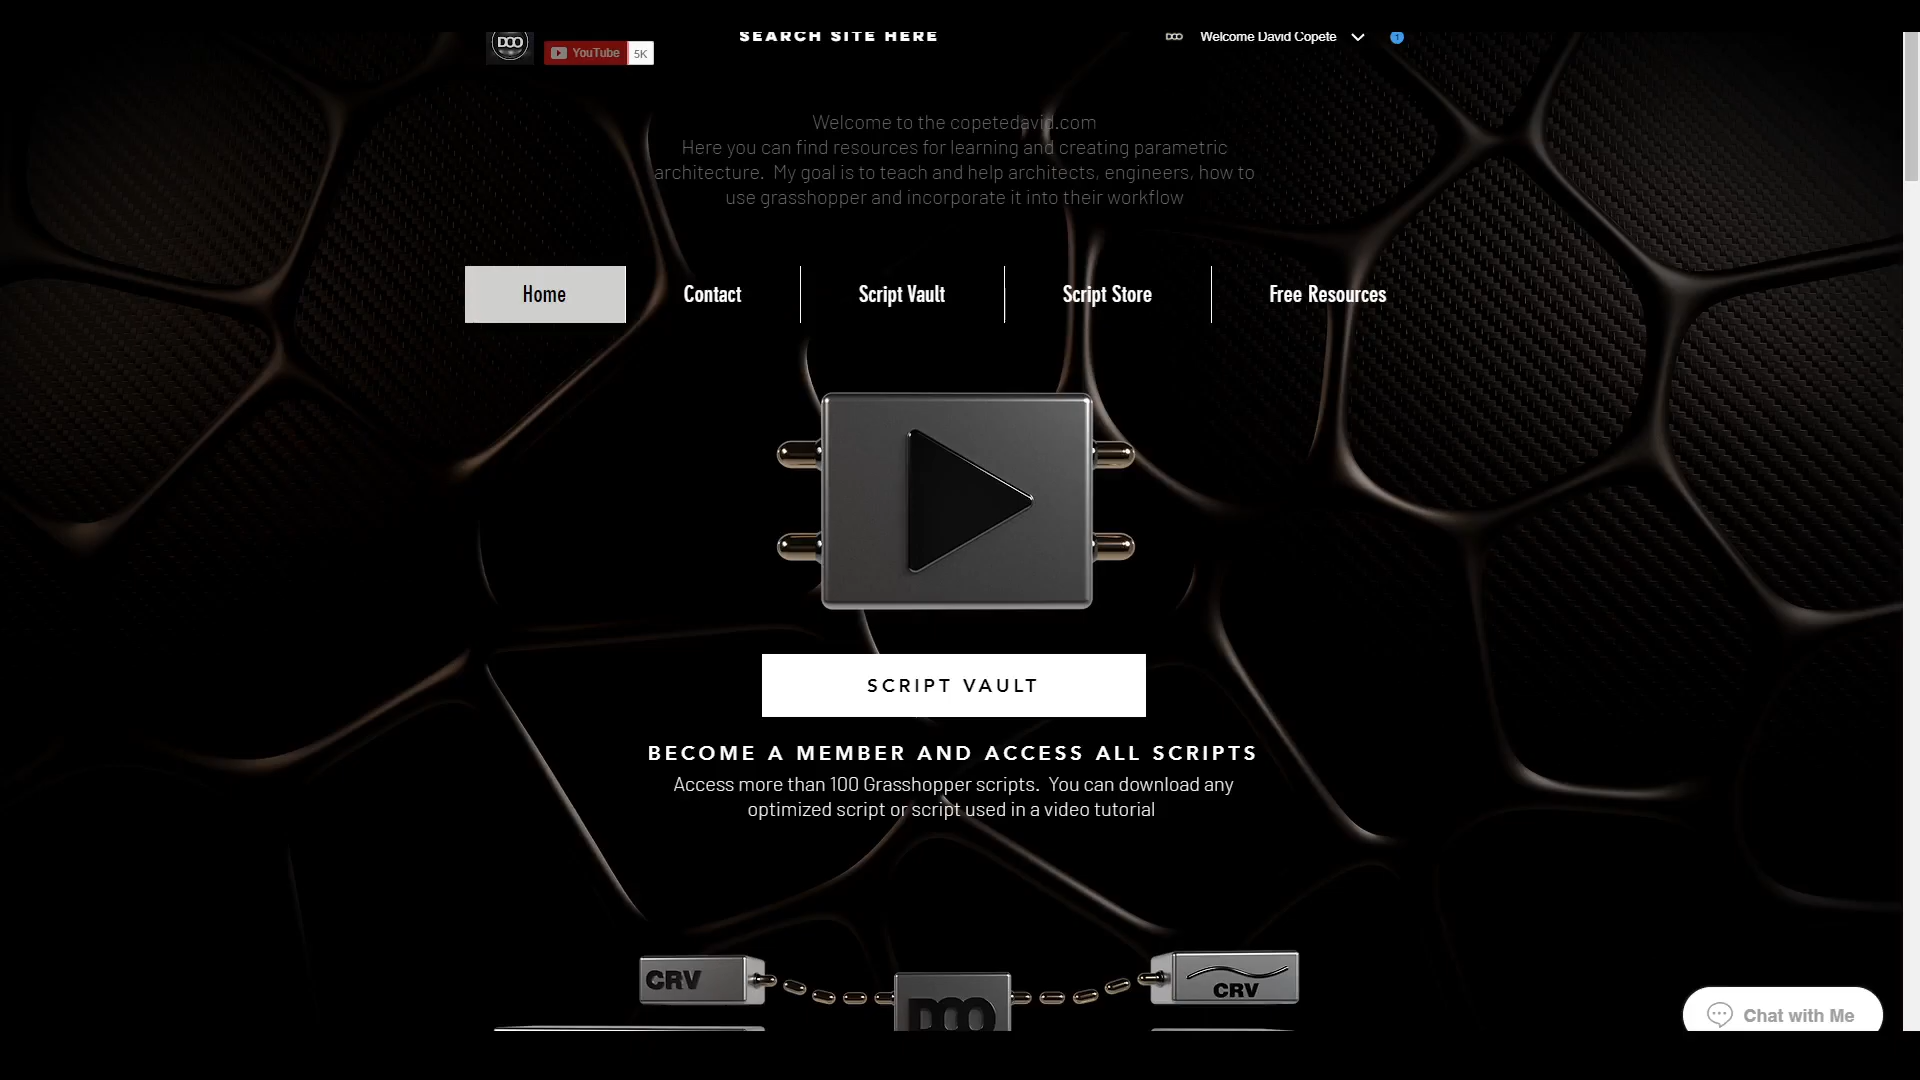 DOO
YouTube 5K
SEARCH SITE HERE
DOO
Welcome David Copete
1
Welcome to the copetedavid.com
Here you can find resources for learning and creating parametric
architecture. My goal is to teach and help architects, engineers, how to
use grasshopper and incorporate it into their workflow
Home
Contact
Script Vault
Script Store
Free Resources
SCRIPT VAULT
BECOME A MEMBER AND ACCESS ALL SCRIPTS
Access more than 100 Grasshopper scripts. You can download any
optimized script or script used in a video tutorial
CRV
DOO
CRV
Chat with Me